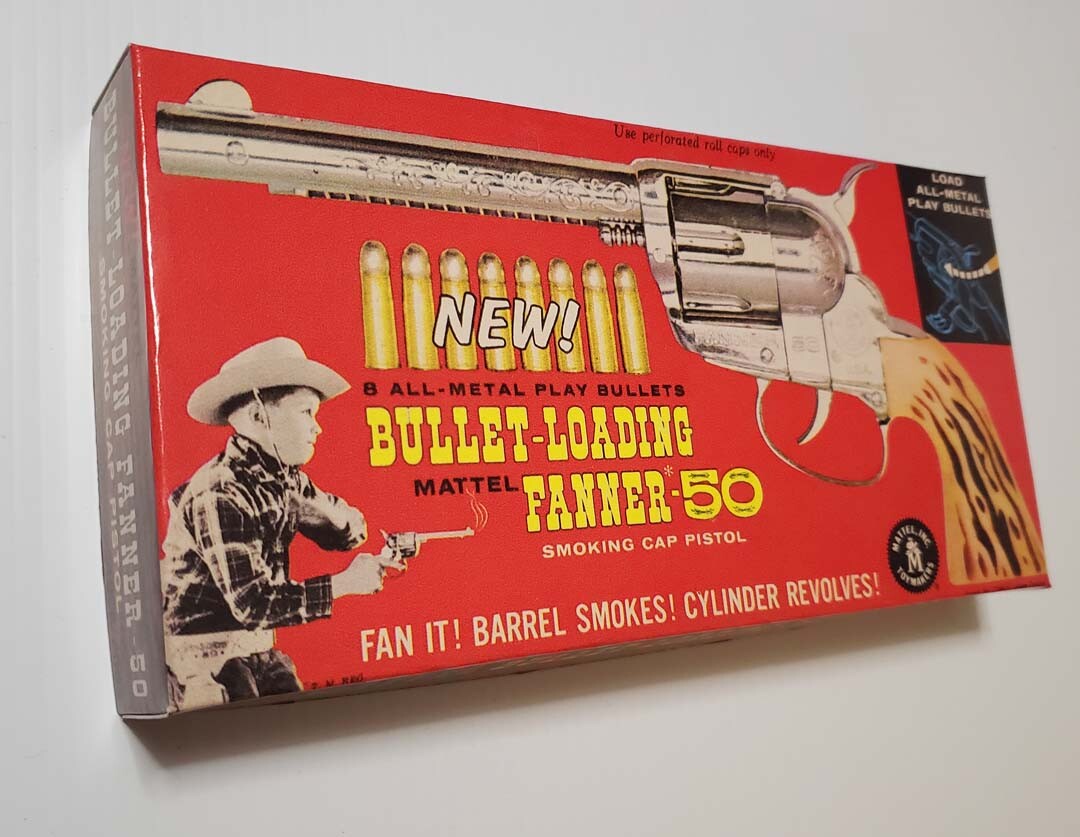 Use perforated roll caps only
LOAD
ALL-METAL
PLAY BULLETS
NEW!
8 ALL-METAL PLAY BULLETS
BULLET-LOADING
MATTEL FANNER*-50
SMOKING CAP PISTOL
MATTEL, INC.
M
TOYMAKERS
FAN IT! BARREL SMOKES! CYLINDER REVOLVES!
BULLET LOADING FANNER-50
SMOKING CAP PISTOL